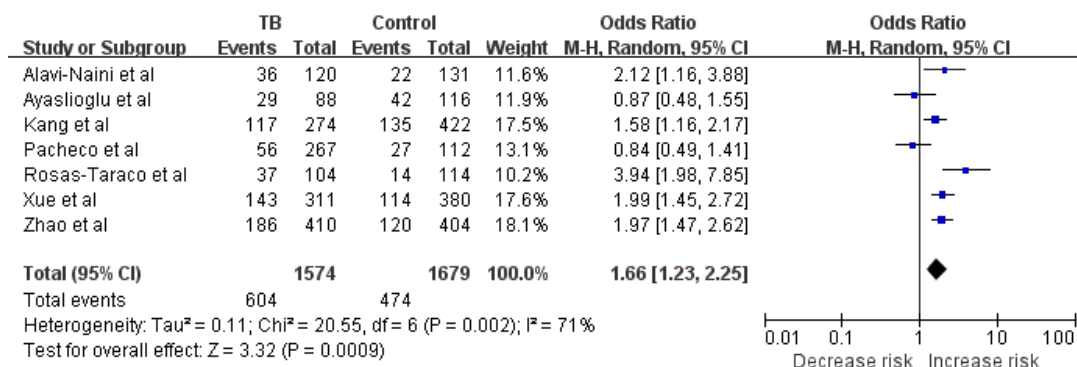 TB Control Odds Ratio Odds Ratio
Study or Subgroup Events Total Events Total Weight M-H, Random, 95% CI M-H, Random, 95% CI
Alavi-Naini et al 36 120 22 131 11.6% 2.12 [1.16, 3.88]
Ayaslioglu et al 29 88 42 116 11.9% 0.87 [0.48, 1.55]
Kang et al 117 274 135 422 17.5% 1.58 [1.16, 2.17]
Pacheco et al 56 267 27 112 13.1% 0.84 [0.49, 1.41]
Rosas-Taraco et al 37 104 14 114 10.2% 3.94 [1.98, 7.85]
Xue et al 143 311 114 380 17.6% 1.99 [1.45, 2.72]
Zhao et al 186 410 120 404 18.1% 1.97 [1.47, 2.62]
Total (95% CI) 1574 1679 100.0% 1.66 [1.23, 2.25]
Total events 604 474
Heterogeneity: Tau² = 0.11; Chi² = 20.55, df = 6 (P = 0.002); I² = 71%
Test for overall effect: Z = 3.32 (P = 0.0009)
0.01 0.1 1 10 100
Decrease risk Increase risk